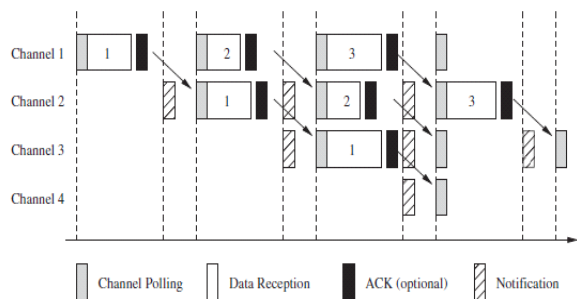 Channel 1 1 2 3
Channel 2 1 2 3
Channel 3 1
Channel 4
Channel Polling Data Reception ACK (optional) Notification